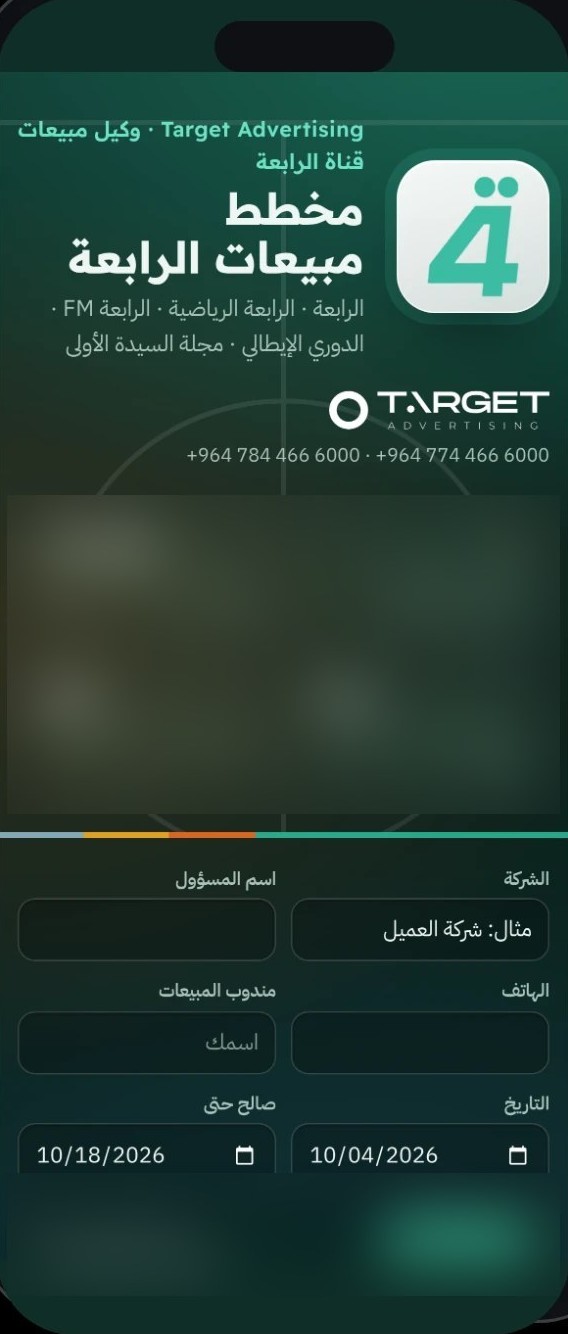 Target Advertising · وكيل مبيعات
قناة الرابعة
مخطط
مبيعات الرابعة
الرابعة · الرابعة الرياضية · الرابعة FM ·
الدوري الإيطالي · مجلة السيدة الأولى
4
TARGET
ADVERTISING
+964 784 466 6000 · +964 774 466 6000
الشركة
مثال: شركة العميل
اسم المسؤول
الهاتف
مندوب المبيعات
اسمك
التاريخ
10/04/2026
صالح حتى
10/18/2026